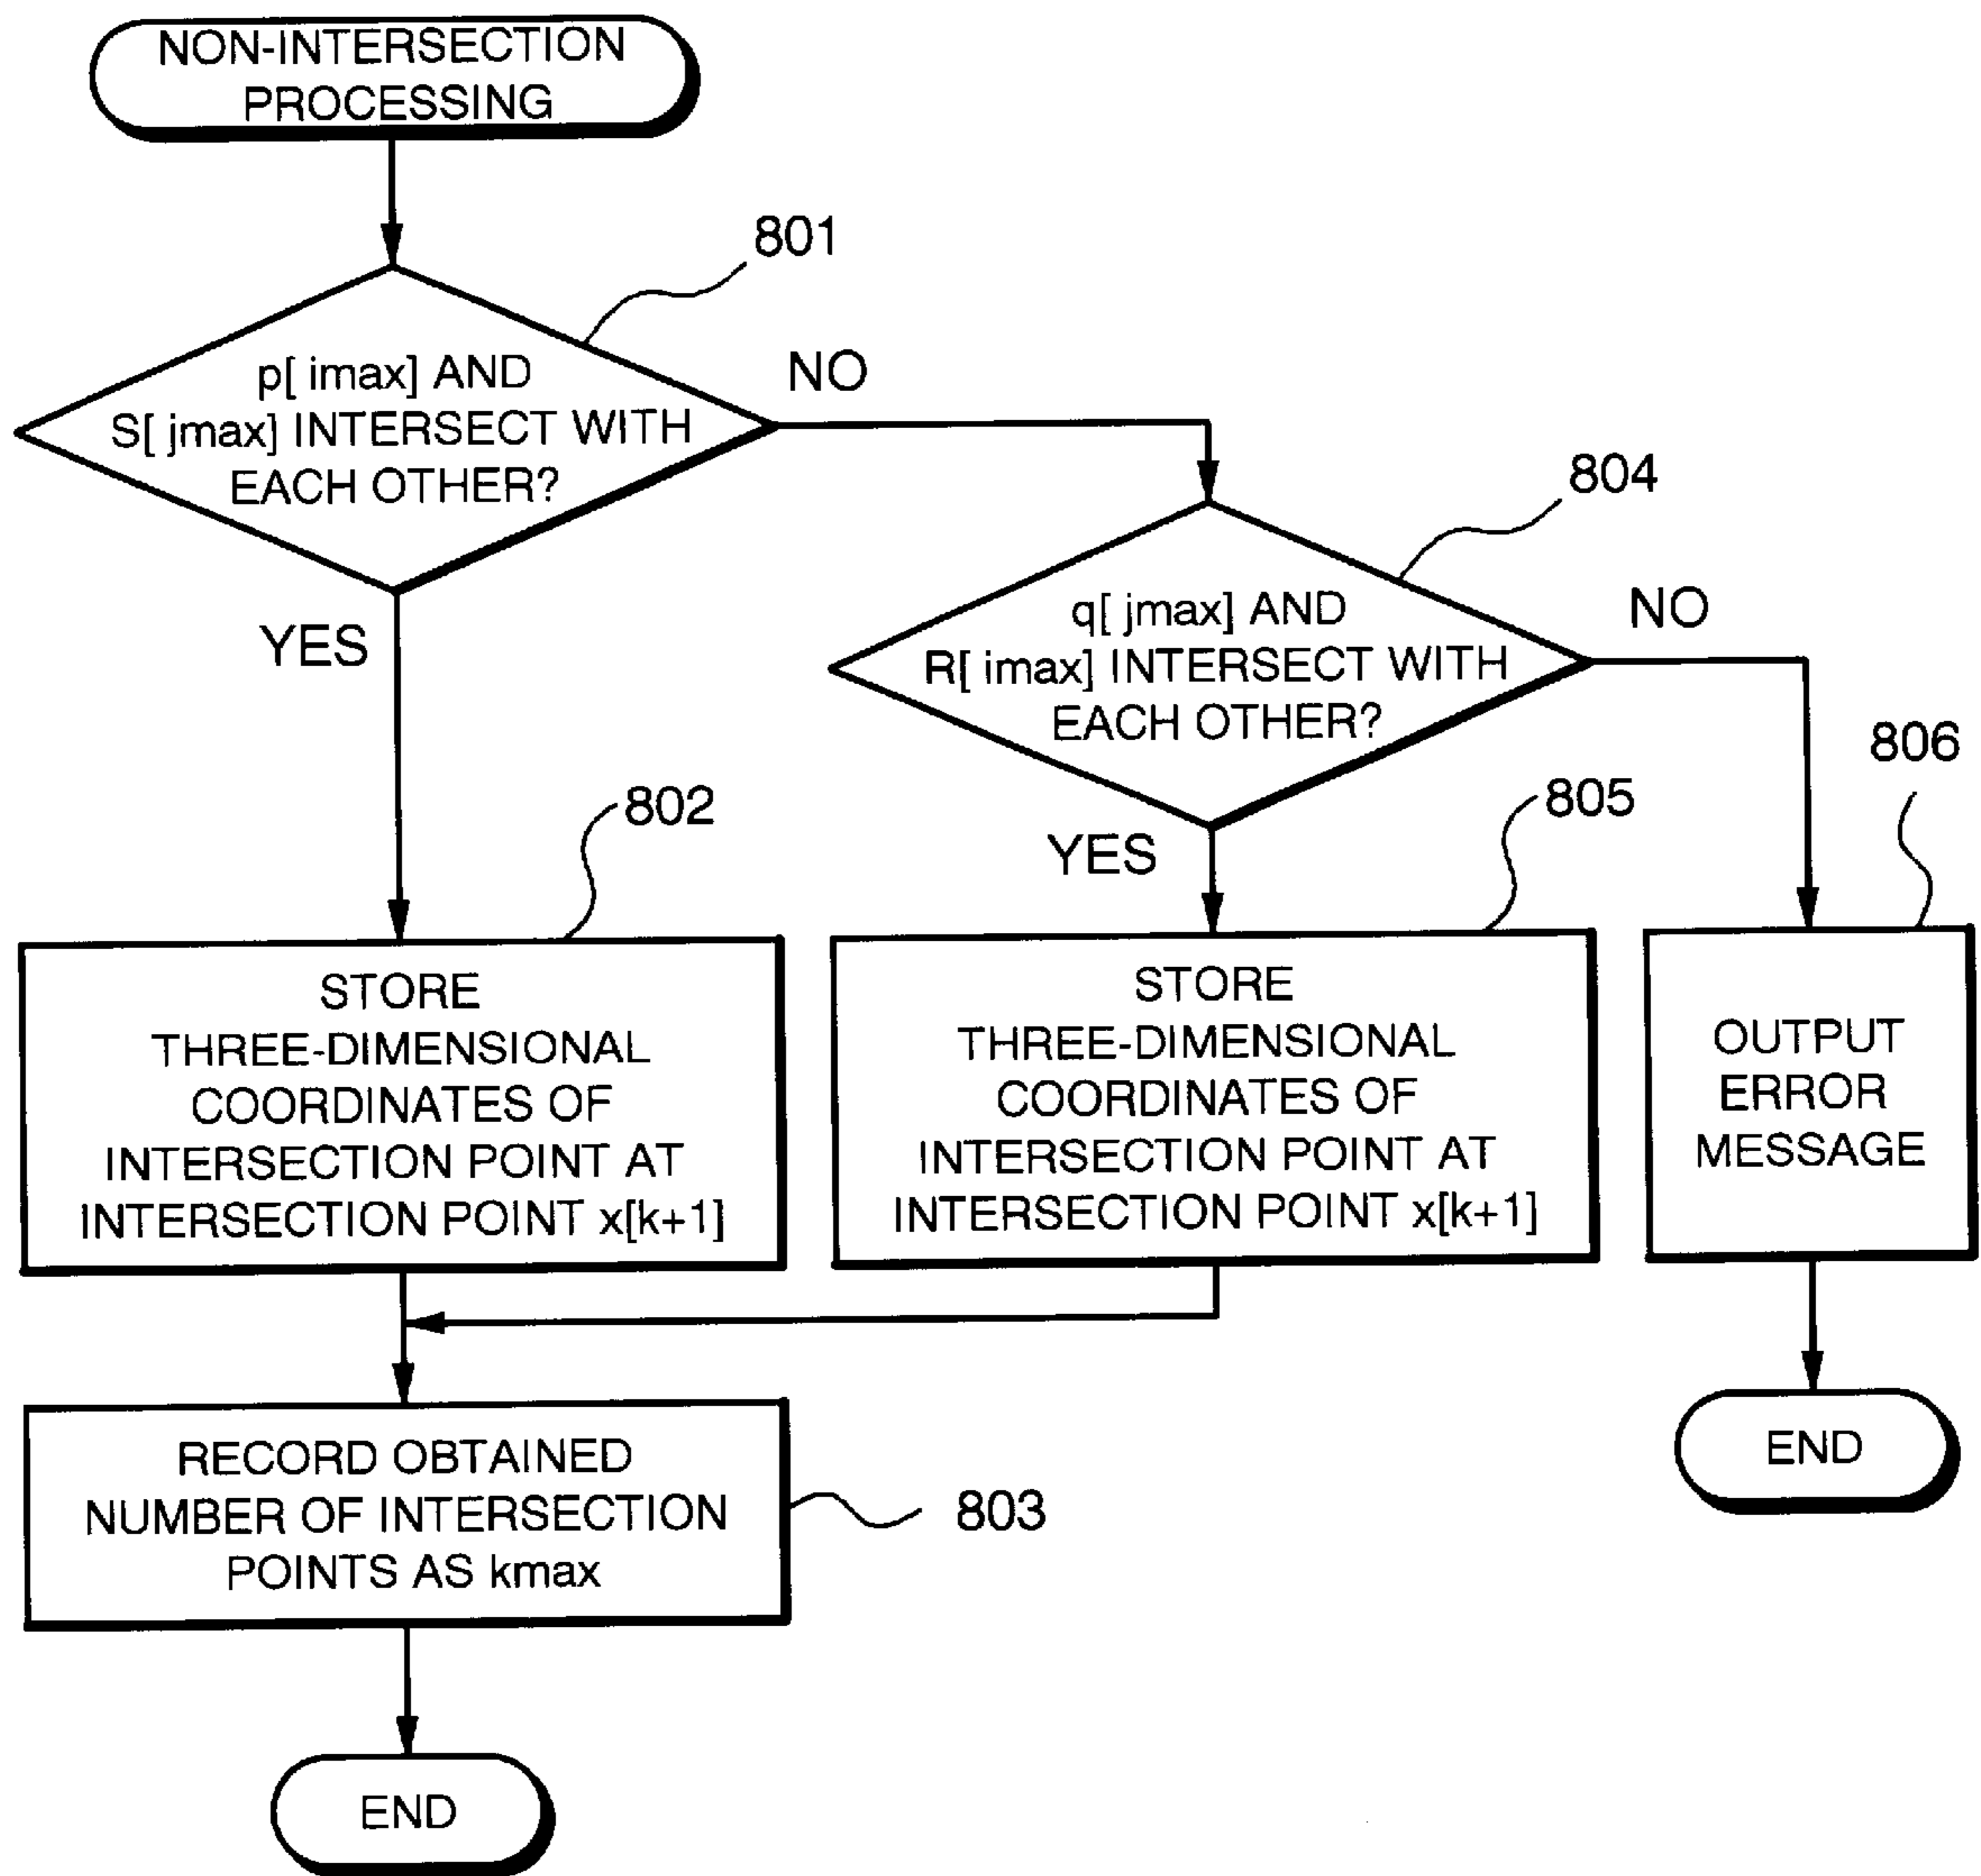 NON-INTERSECTION
PROCESSING
801
p[ imax] AND
S[ jmax] INTERSECT WITH
EACH OTHER?
NO
YES
804
q[ jmax] AND
R[ imax] INTERSECT WITH
EACH OTHER?
NO
YES
802
STORE
THREE-DIMENSIONAL
COORDINATES OF
INTERSECTION POINT AT
INTERSECTION POINT x[k+1]
805
STORE
THREE-DIMENSIONAL
COORDINATES OF
INTERSECTION POINT AT
INTERSECTION POINT x[k+1]
806
OUTPUT
ERROR
MESSAGE
RECORD OBTAINED
NUMBER OF INTERSECTION
POINTS AS kmax
803
END
END